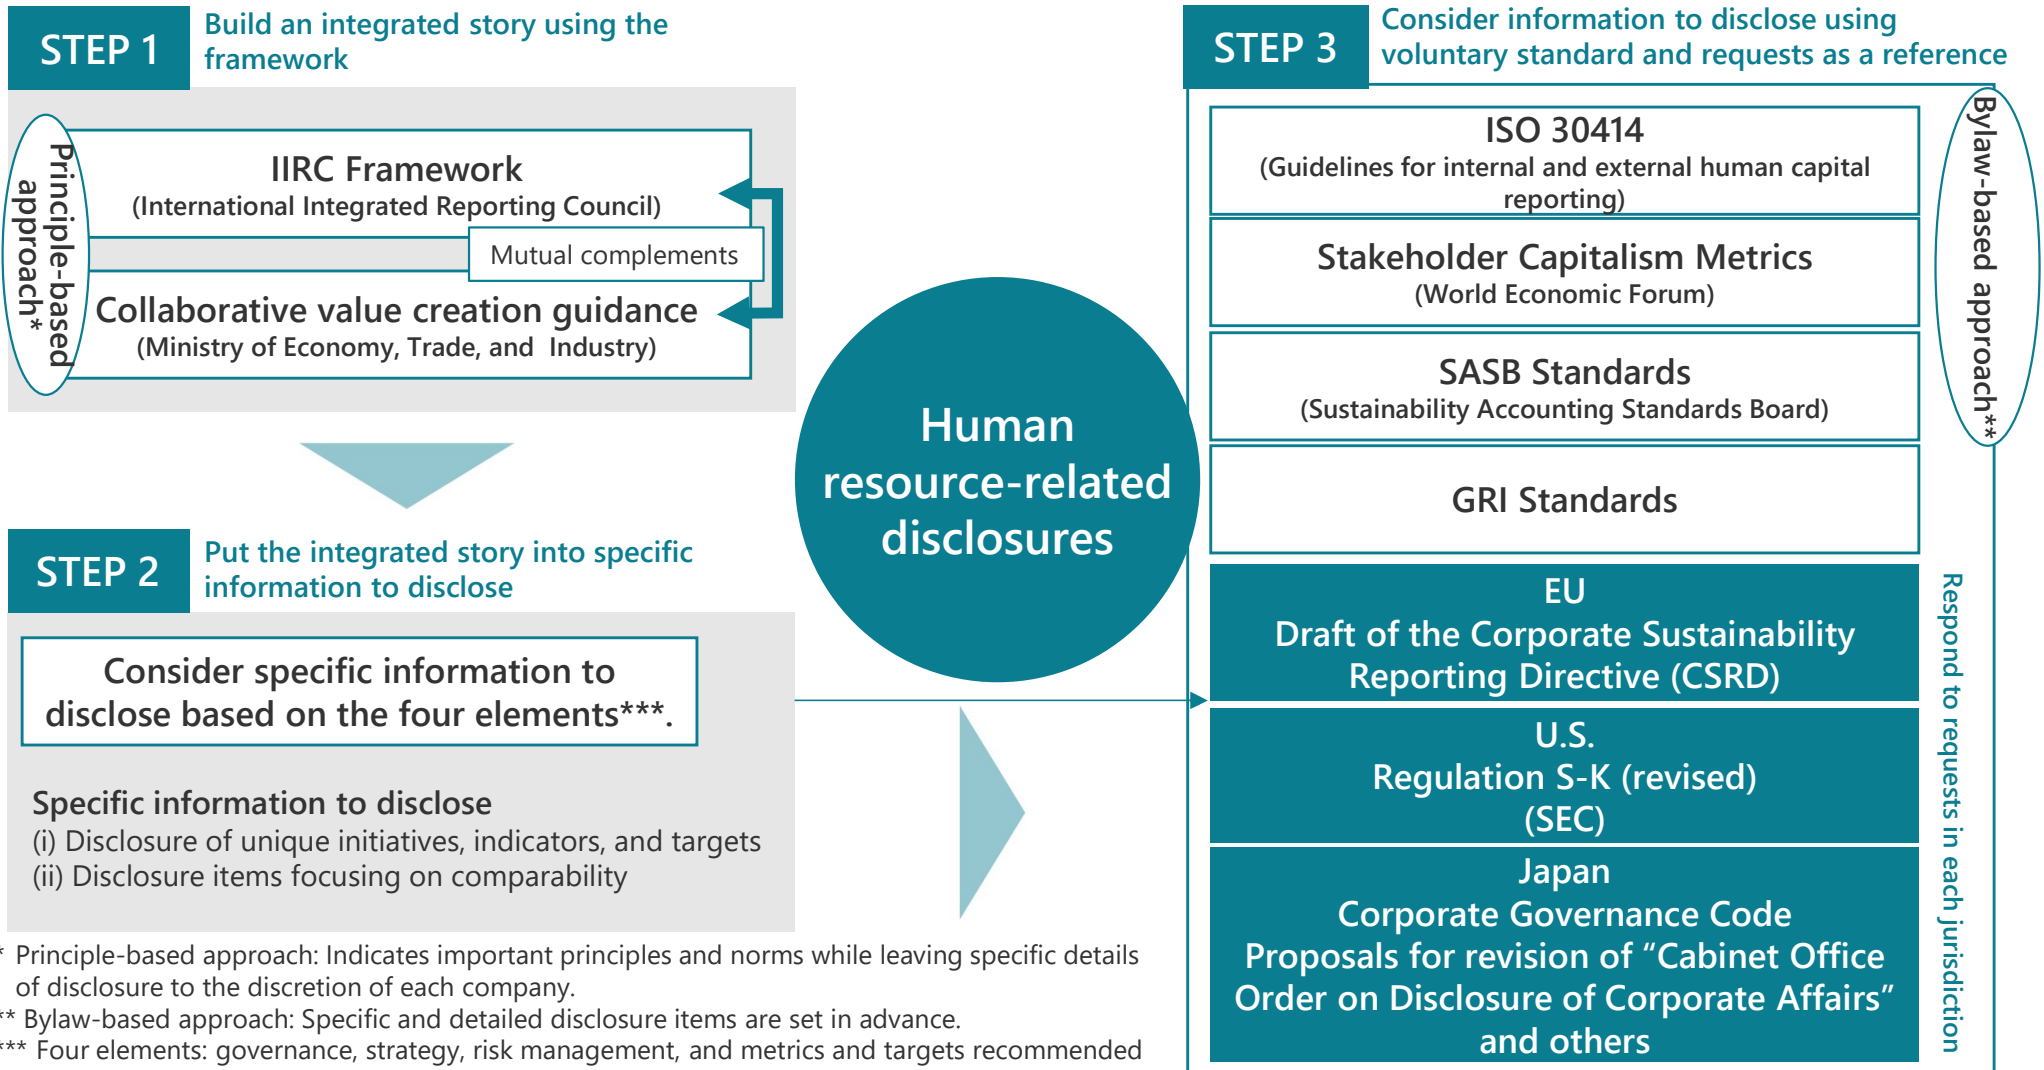 STEP 1
Build an integrated story using the
framework
Principle-based
approach*
IIRC Framework
(International Integrated Reporting Council)
Mutual complements
Collaborative value creation guidance
(Ministry of Economy, Trade, and Industry)
STEP 2
Put the integrated story into specific
information to disclose
Consider specific information to
disclose based on the four elements***.
Specific information to disclose
(i) Disclosure of unique initiatives, indicators, and targets
(ii) Disclosure items focusing on comparability
Human
resource-related
disclosures
STEP 3
Consider information to disclose using
voluntary standard and requests as a reference
Bylaw-based approach**
ISO 30414
(Guidelines for internal and external human capital
reporting)
Stakeholder Capitalism Metrics
(World Economic Forum)
SASB Standards
(Sustainability Accounting Standards Board)
GRI Standards
Respond to requests in each jurisdiction
EU
Draft of the Corporate Sustainability
Reporting Directive (CSRD)
U.S.
Regulation S-K (revised)
(SEC)
Japan
Corporate Governance Code
Proposals for revision of “Cabinet Office
Order on Disclosure of Corporate Affairs”
and others
* Principle-based approach: Indicates important principles and norms while leaving specific details
of disclosure to the discretion of each company.
** Bylaw-based approach: Specific and detailed disclosure items are set in advance.
*** Four elements: governance, strategy, risk management, and metrics and targets recommended